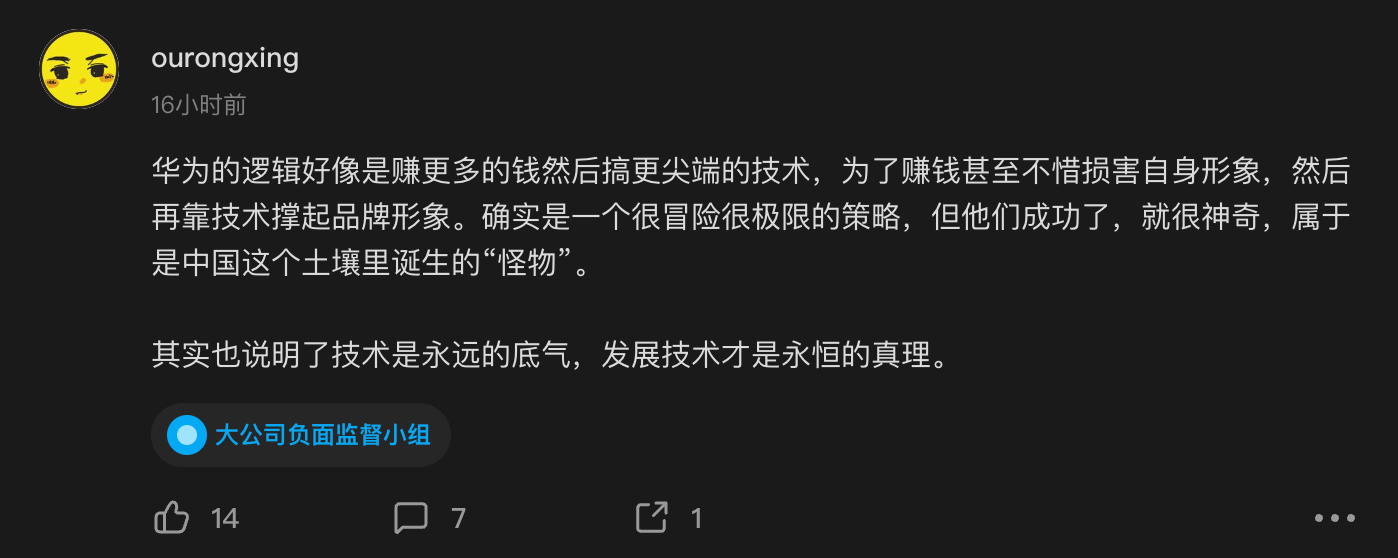 ourongxing
16小时前
华为的逻辑好像是赚更多的钱然后搞更尖端的技术，为了赚钱甚至不惜损害自身形象，然后
再靠技术撑起品牌形象。确实是一个很冒险很极限的策略，但他们成功了，就很神奇，属于
是中国这个土壤里诞生的“怪物”。
其实也说明了技术是永远的底气，发展技术才是永恒的真理。
大公司负面监督小组
14 7 1